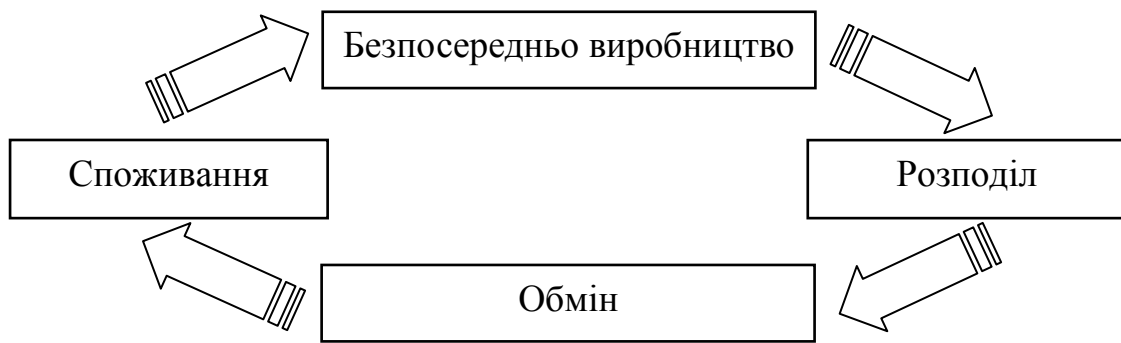 Безпосередньо виробництво
Споживання
Розподіл
Обмін